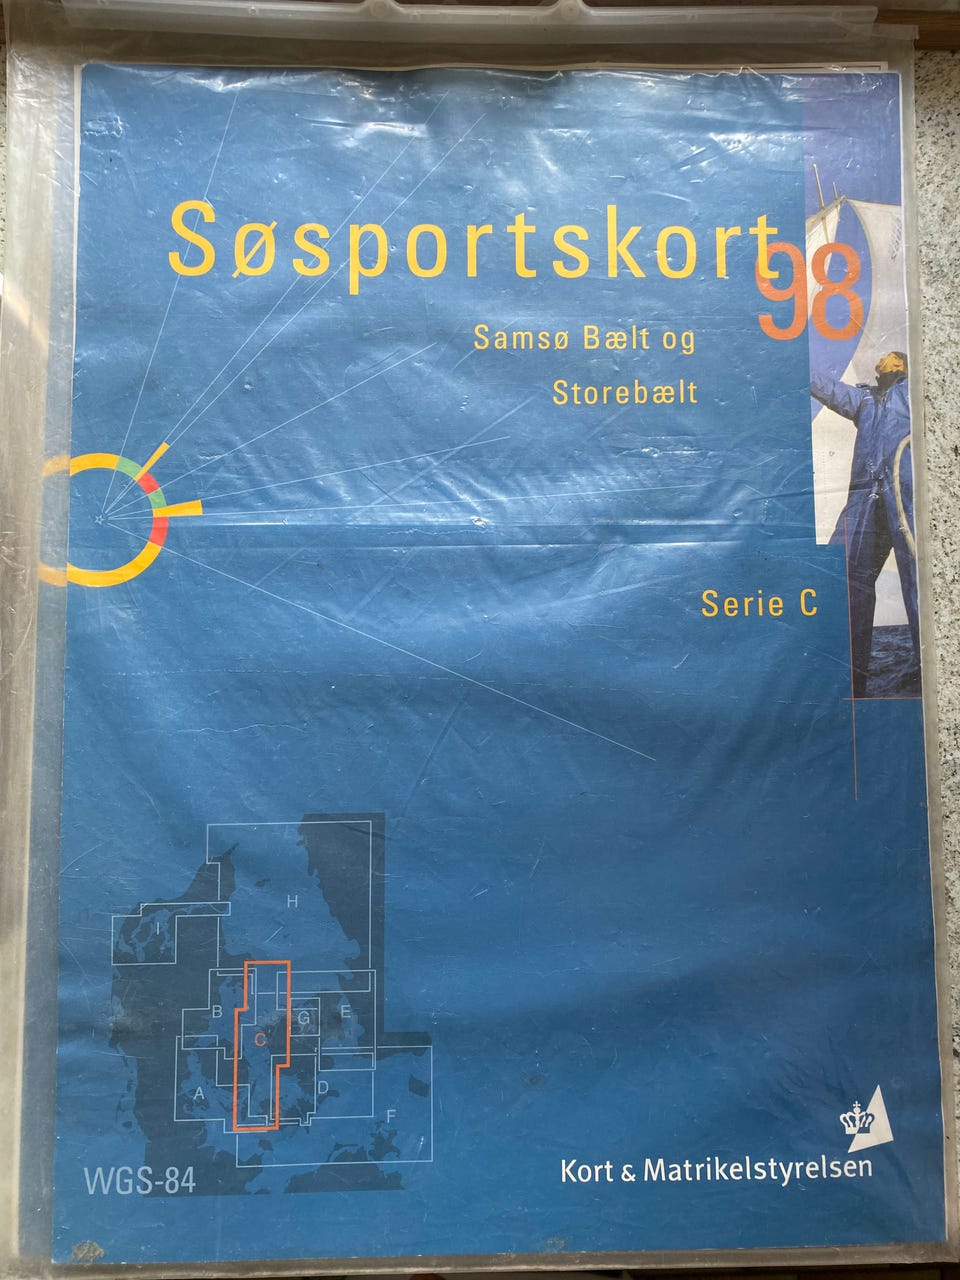 Søsportskort
98
Samsø Bælt og
Storebælt
Serie C
H
I
B
G
E
C
A
D
F
WGS-84
Kort & Matrikelstyrelsen